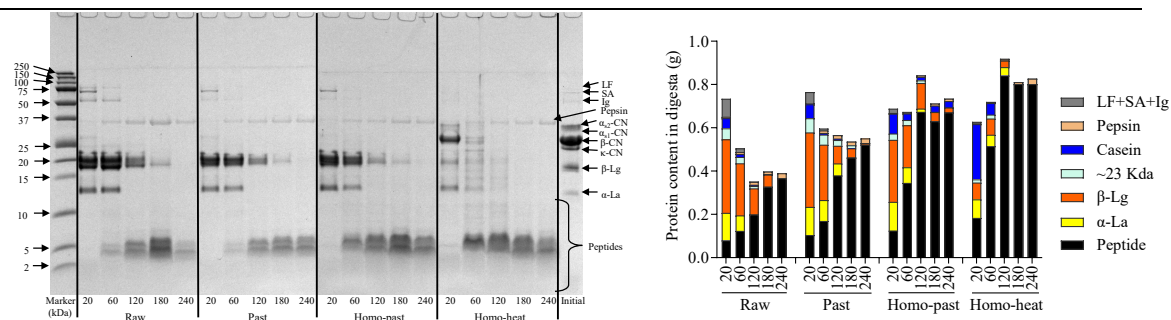 250
150
100
75
50
37
25
20
15
10
5
2
Marker
(kDa)
20 60 120 180 240
Raw
20 60 120 180 240
Past
20 60 120 180 240
Homo-past
20 60 120 180 240
Homo-heat
Initial
LF
SA
Ig
Pepsin
αs2-CN
αs1-CN
β-CN
κ-CN
β-Lg
α-La
Peptides
Protein content in digesta (g)
1.0
0.8
0.6
0.4
0.2
0.0
20 60 120 180 240
Raw
20 60 120 180 240
Past
20 60 120 180 240
Homo-past
20 60 120 180 240
Homo-heat
LF+SA+Ig
Pepsin
Casein
~23 Kda
β-Lg
α-La
Peptide